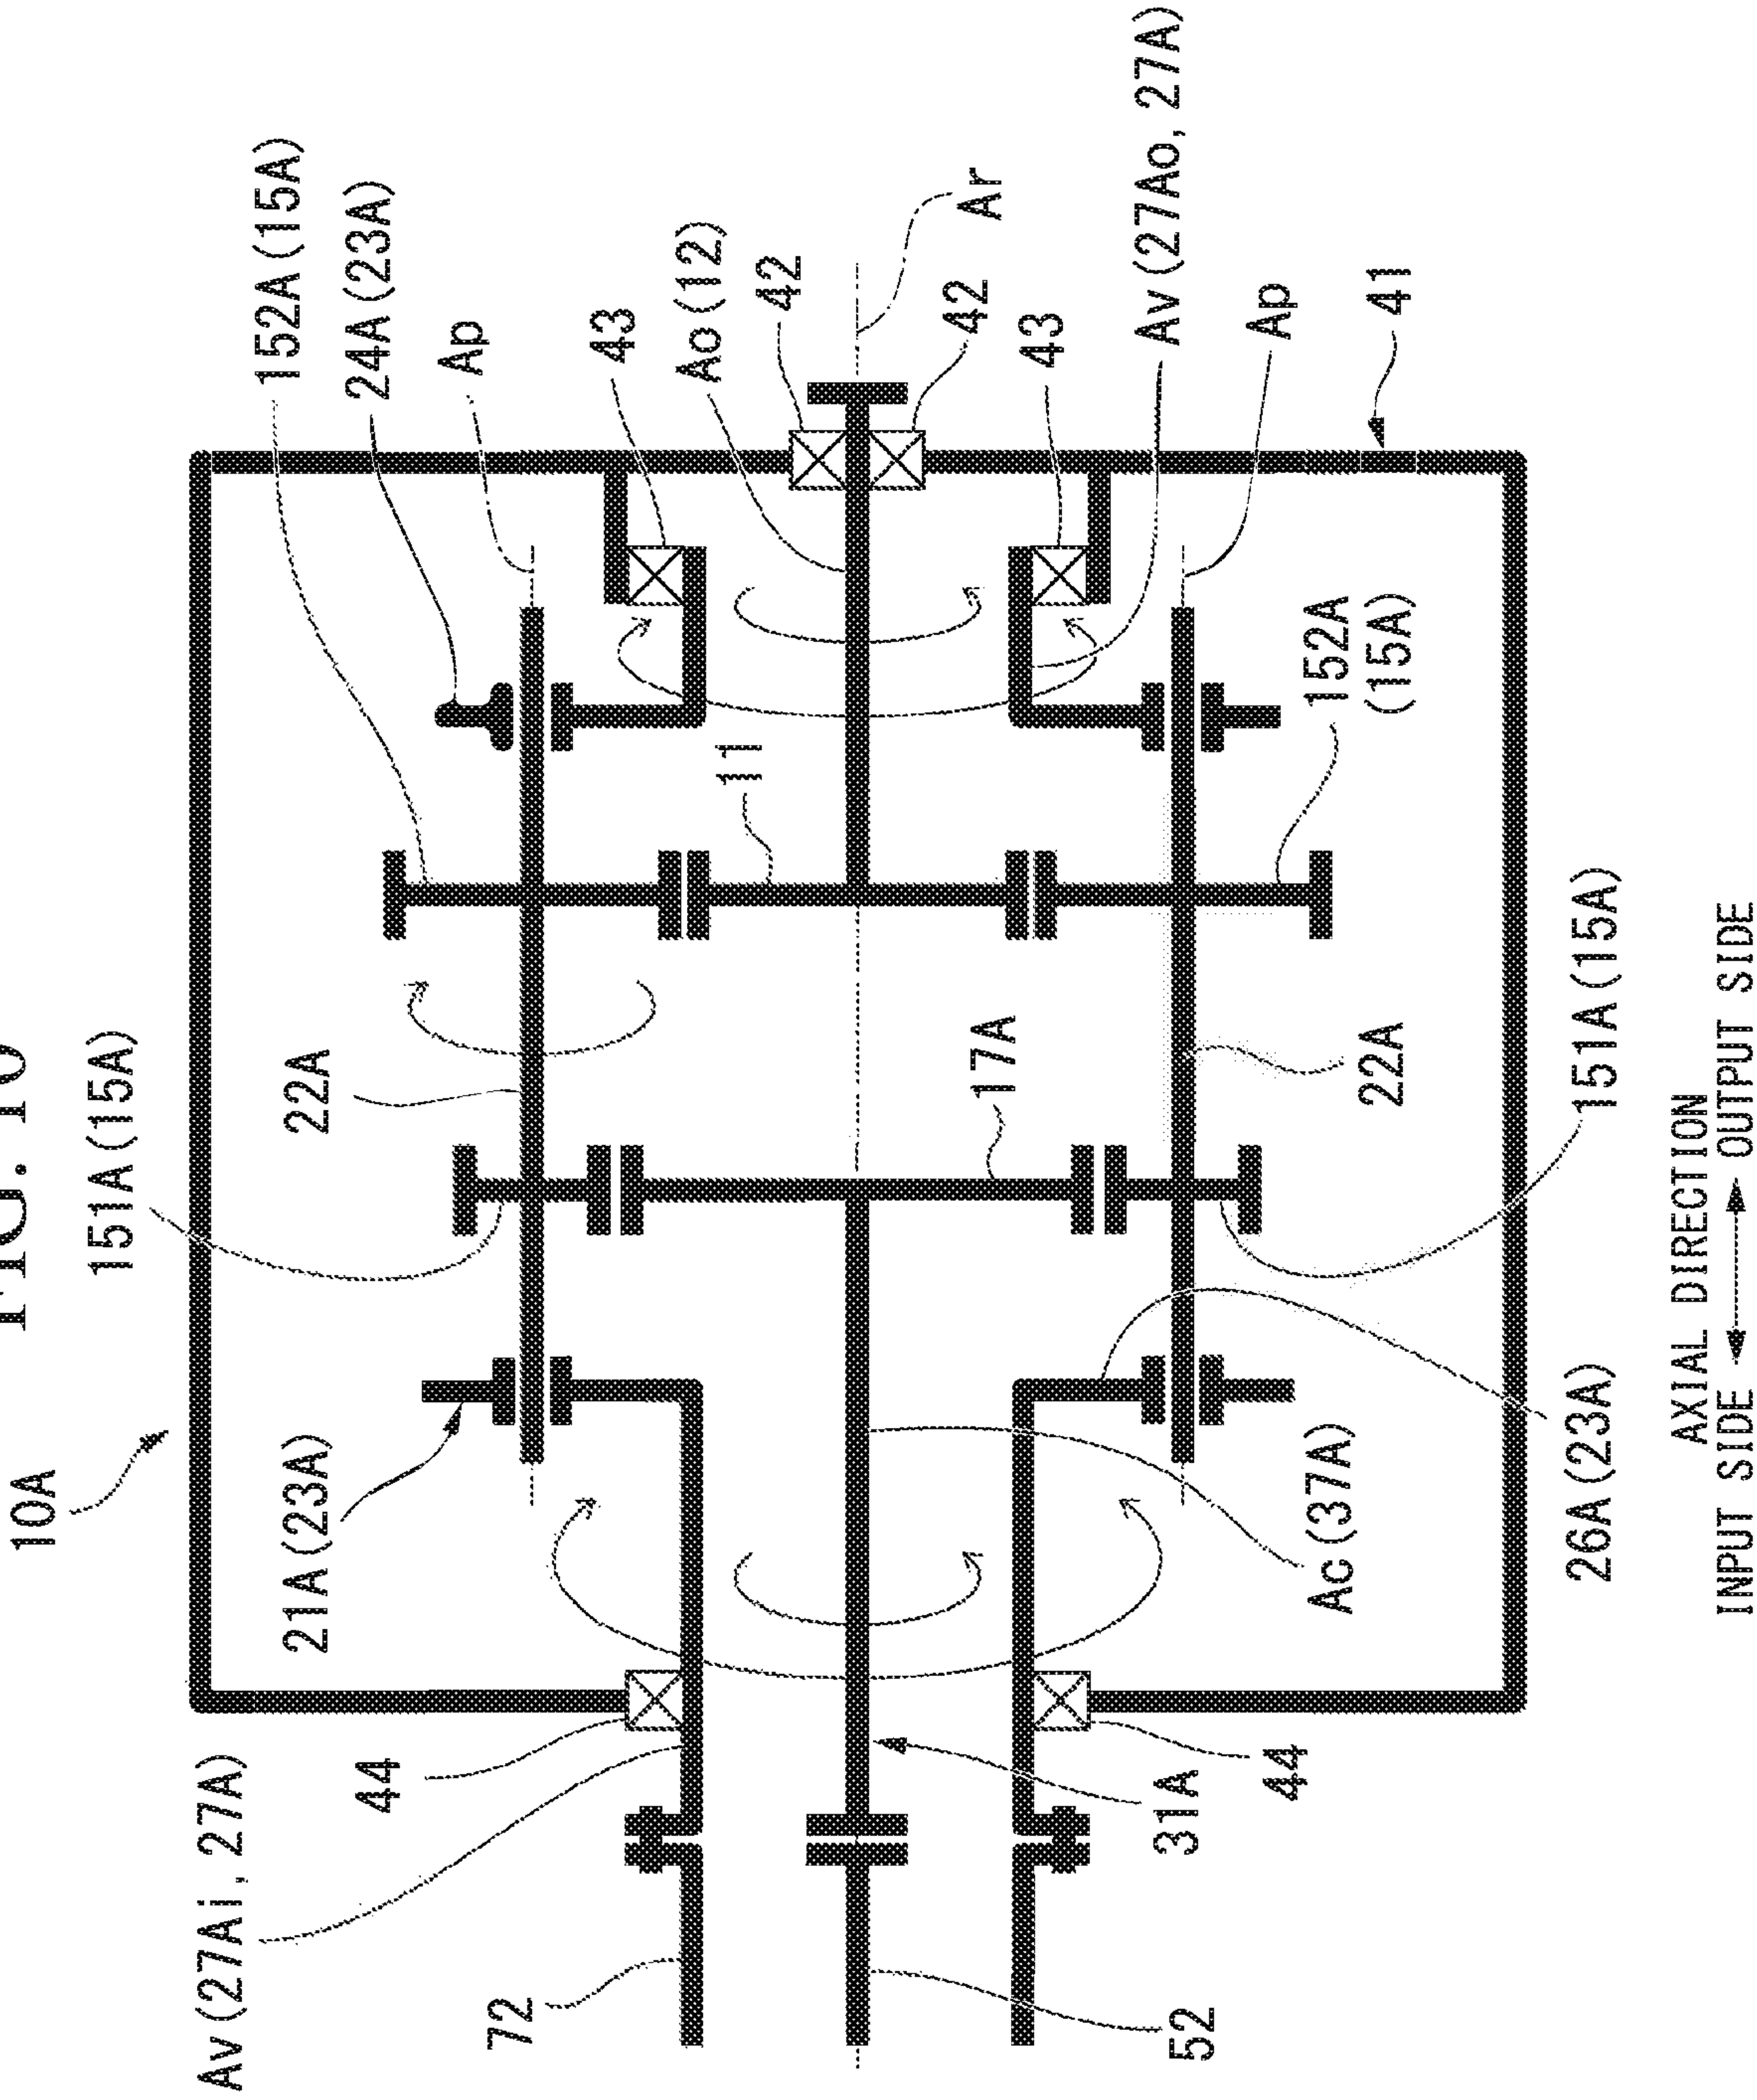 FIG. 10
10A
151A(15A)
152A(15A)
24A(23A)
Ap
22A
21A(23A)
43
Ao(12)
42
11
Ar
42
44
Av(27Ai, 27A)
72
17A
43
Av(27Ao, 27A)
Ap
41
152A
(15A)
22A
151A(15A)
Ac(37A)
26A(23A)
31A
44
52
AXIAL DIRECTION
INPUT SIDE OUTPUT SIDE